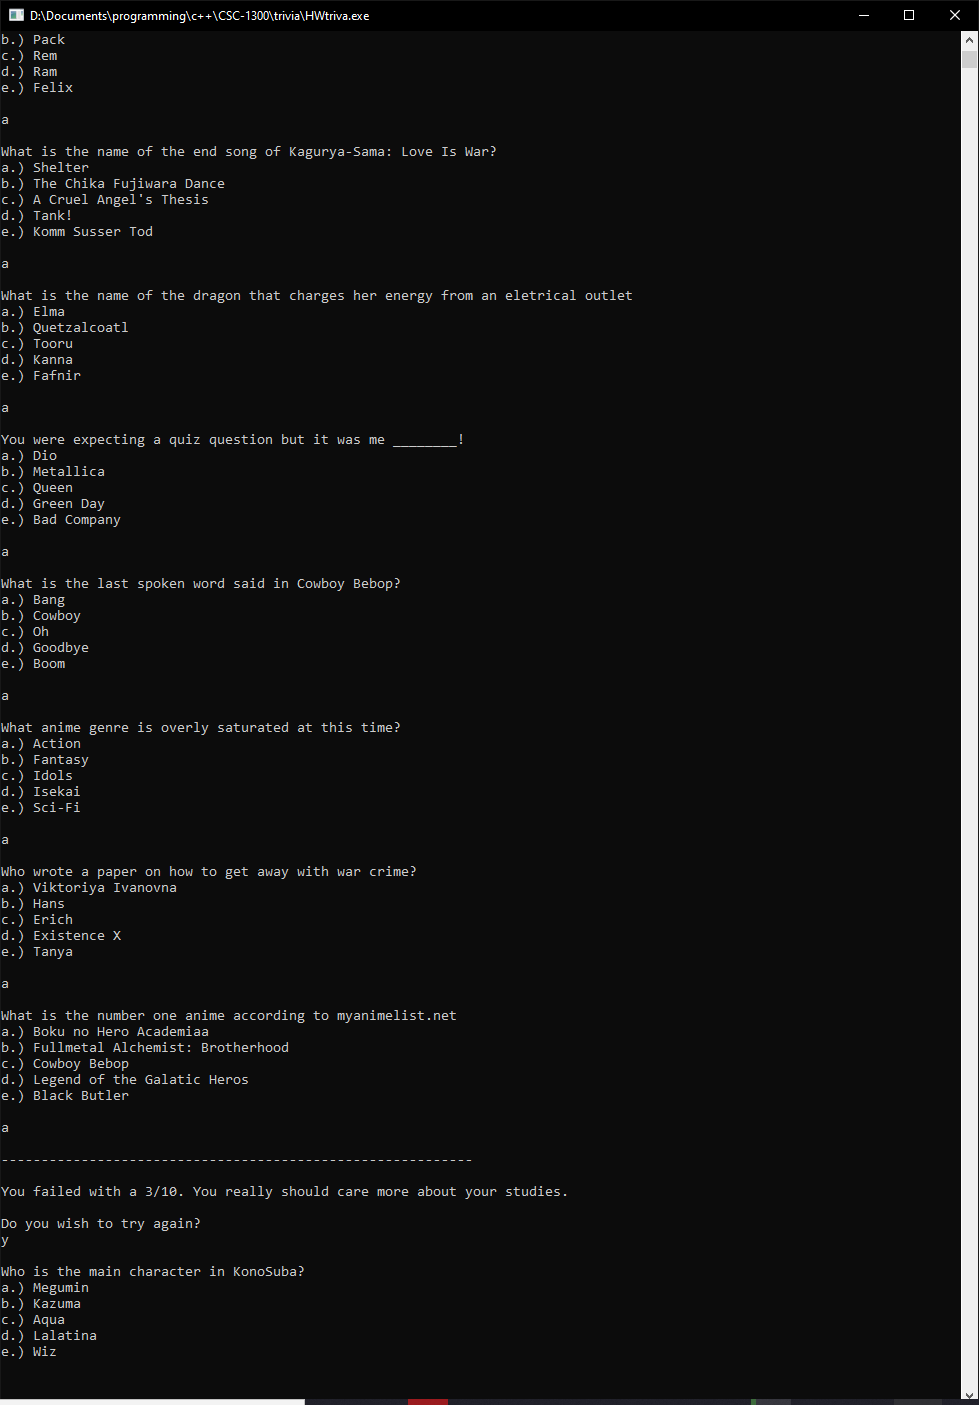 D:\Documents\programming\c++\CSC-1300\trivia\HWtriva.exe
b.) Pack
c.) Rem
d.) Ram
e.) Felix
a
What is the name of the end song of Kagurya-Sama: Love Is War?
a.) Shelter
b.) The Chika Fujiwara Dance
c.) A Cruel Angel's Thesis
d.) Tank!
e.) Komm Susser Tod
a
What is the name of the dragon that charges her energy from an eletrical outlet
a.) Elma
b.) Quetzalcoatl
c.) Tooru
d.) Kanna
e.) Fafnir
a
You were expecting a quiz question but it was me ________!
a.) Dio
b.) Metallica
c.) Queen
d.) Green Day
e.) Bad Company
a
What is the last spoken word said in Cowboy Bebop?
a.) Bang
b.) Cowboy
c.) Oh
d.) Goodbye
e.) Boom
a
What anime genre is overly saturated at this time?
a.) Action
b.) Fantasy
c.) Idols
d.) Isekai
e.) Sci-Fi
a
Who wrote a paper on how to get away with war crime?
a.) Viktoriya Ivanovna
b.) Hans
c.) Erich
d.) Existence X
e.) Tanya
a
What is the number one anime according to myanimelist.net
a.) Boku no Hero Academiaa
b.) Fullmetal Alchemist: Brotherhood
c.) Cowboy Bebop
d.) Legend of the Galatic Heros
e.) Black Butler
a
-----------------------------------------------------------
You failed with a 3/10. You really should care more about your studies.
Do you wish to try again?
y
Who is the main character in KonoSuba?
a.) Megumin
b.) Kazuma
c.) Aqua
d.) Lalatina
e.) Wiz